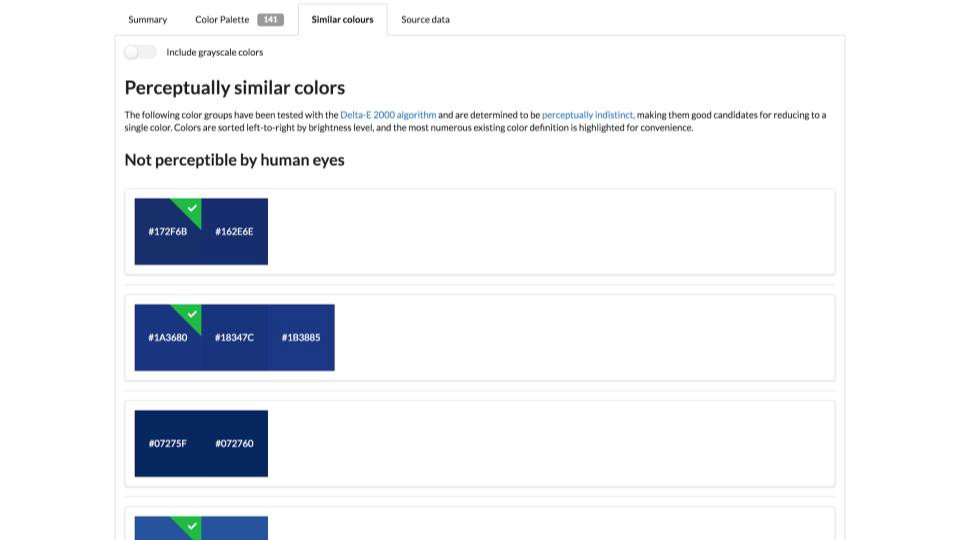 Summary Color Palette 141 Similar colours Source data
Include grayscale colors
Perceptually similar colors
The following color groups have been tested with the Delta-E 2000 algorithm and are determined to be perceptually indistinct, making them good candidates for reducing to a
single color. Colors are sorted left-to-right by brightness level, and the most numerous existing color definition is highlighted for convenience.
Not perceptible by human eyes
#172F6B #162E6E
#1A3680 #18347C #1B3885
#07275F #072760